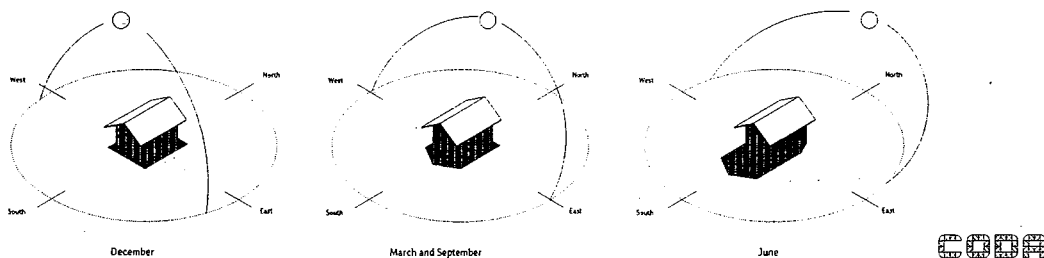 West
North
South
East
December
West
North
South
East
March and September
West
North
South
East
June
CODA